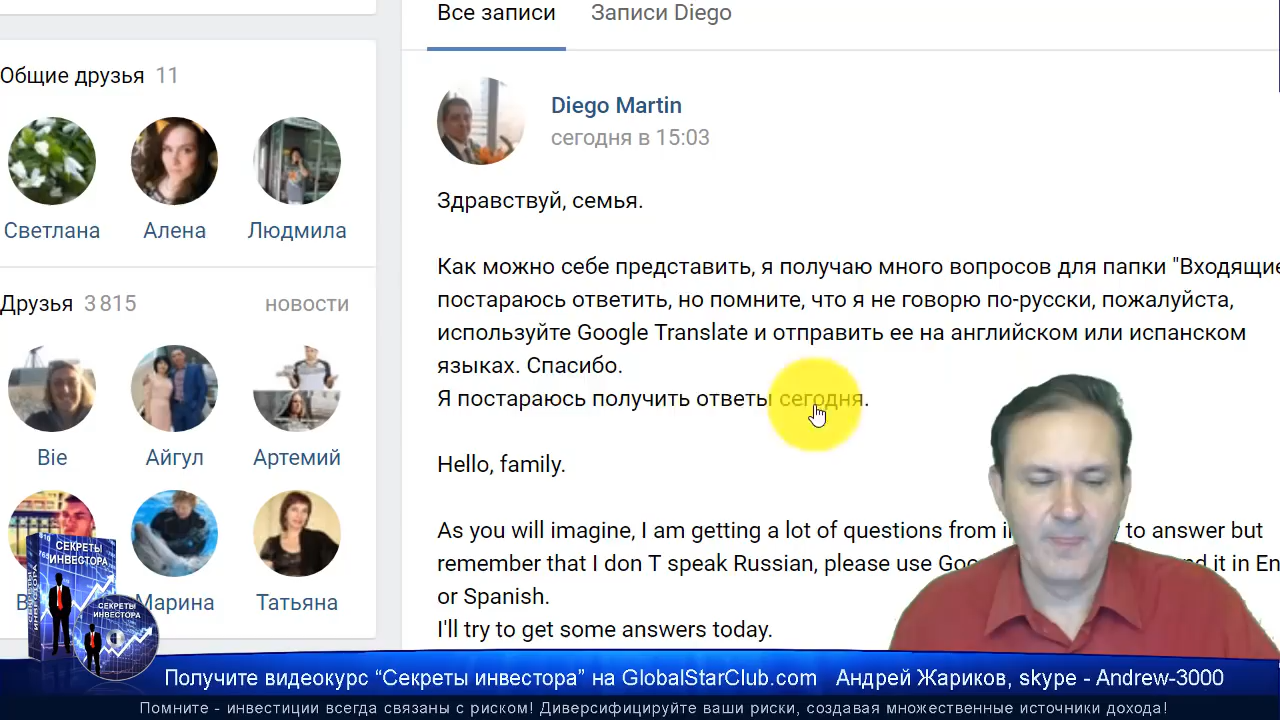 Все записи Записи Diego
Общие друзья 11
Светлана Алена Людмила
Друзья 3 815 новости
Bie Айгул Артемий
Марина Татьяна
Diego Martin
сегодня в 15:03
Здравствуй, семья.
Как можно себе представить, я получаю много вопросов для папки "Входящие
постараюсь ответить, но помните, что я не говорю по-русски, пожалуйста,
используйте Google Translate и отправить ее на английском или испанском
языках. Спасибо.
Я постараюсь получить ответы сегодня.
Hello, family.
As you will imagine, I am getting a lot of questions from to answer but
remember that I don T speak Russian, please use it in En
or Spanish.
I'll try to get some answers today.
СЕКРЕТЫ
ИНВЕСТОРА
СЕКРЕТЫ
ИНВЕСТОРА
Получите видеокурс “Секреты инвестора” на GlobalStarClub.com Андрей Жариков, skype - Andrew-3000
Помните - инвестиции всегда связаны с риском! Диверсифицируйте ваши риски, создавая множественные источники дохода!